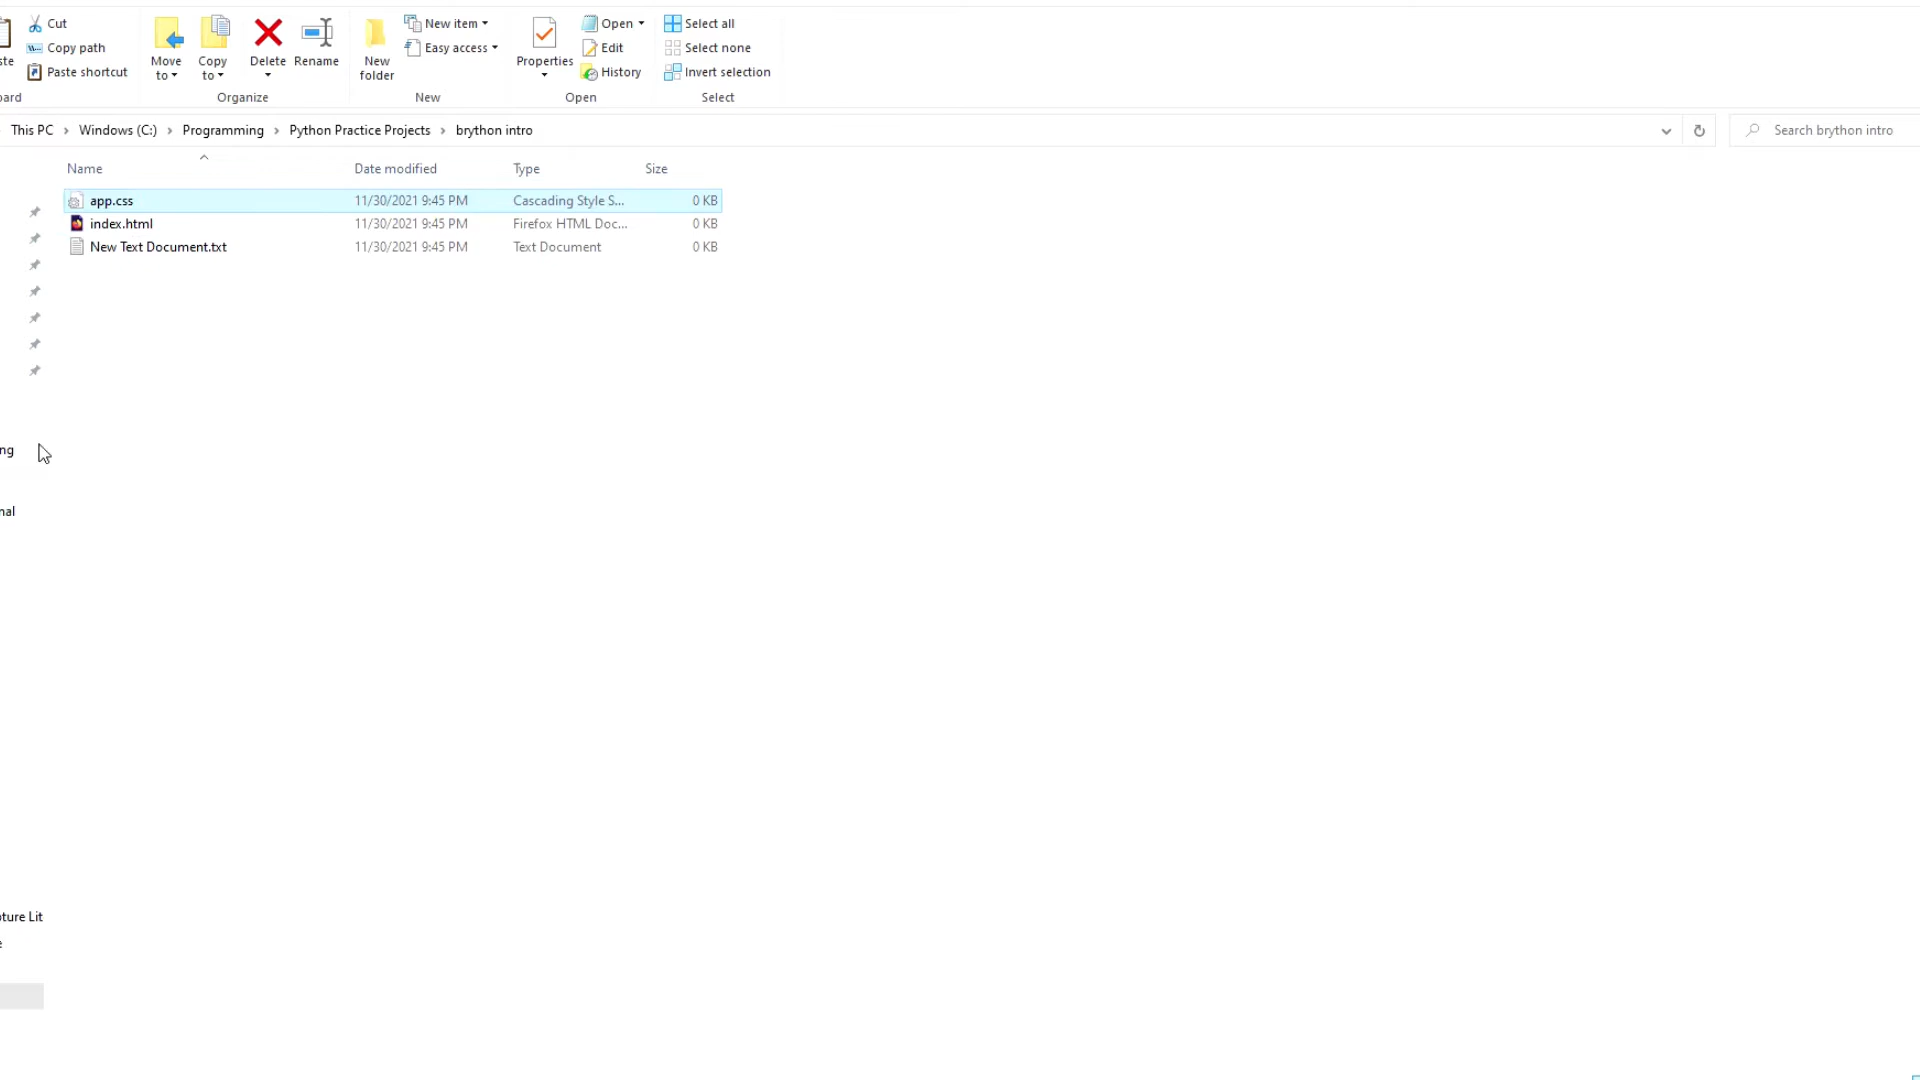 Cut
Copy path
Paste shortcut
Move to
Copy to
Delete
Rename
Organize
New folder
New item
Easy access
New
Properties
Open
Edit
History
Open
Select all
Select none
Invert selection
Select
This PC > Windows (C:) > Programming > Python Practice Projects > brython intro
Search brython intro
Name Date modified Type Size
app.css 11/30/2021 9:45 PM Cascading Style S... 0 KB
index.html 11/30/2021 9:45 PM Firefox HTML Doc... 0 KB
New Text Document.txt 11/30/2021 9:45 PM Text Document 0 KB
ng
nal
Lit